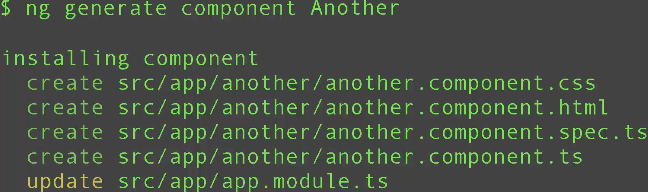 $ ng generate component Another
installing component
create src/app/another/another.component.css
create src/app/another/another.component.html
create src/app/another/another.component.spec.ts
create src/app/another/another.component.ts
update src/app/app.module.ts